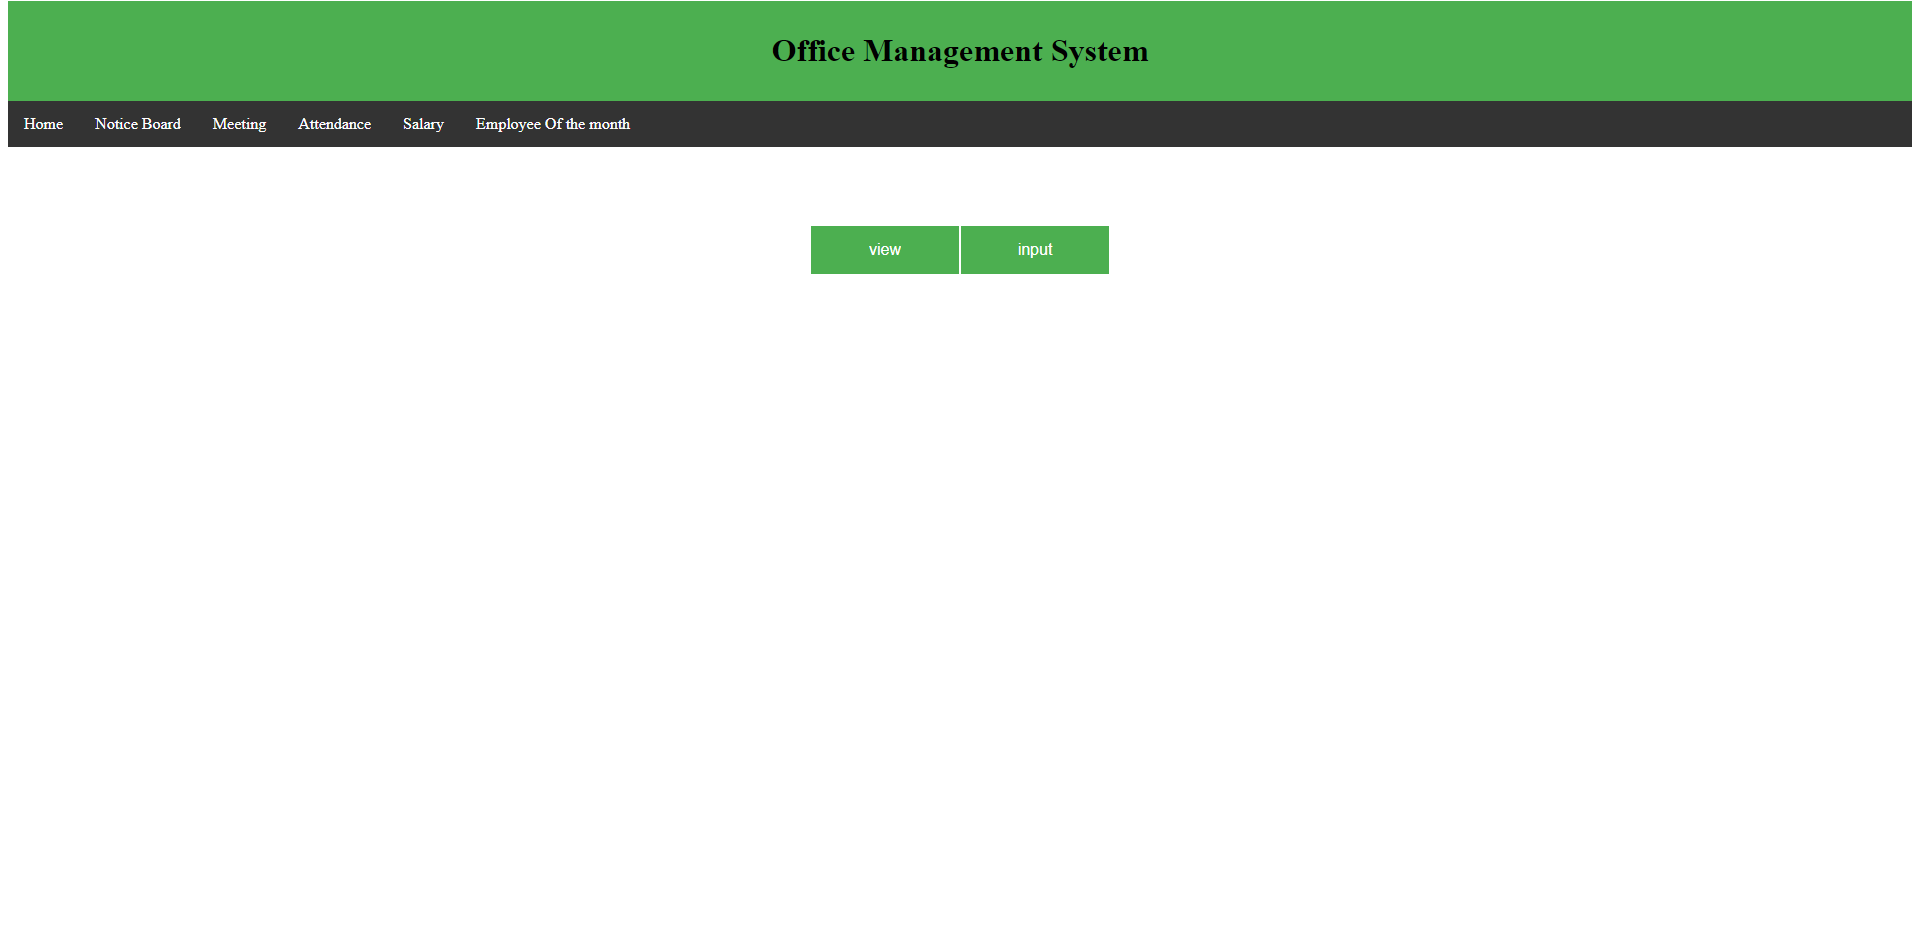 Office Management System
Home Notice Board Meeting Attendance Salary Employee Of the month
view input